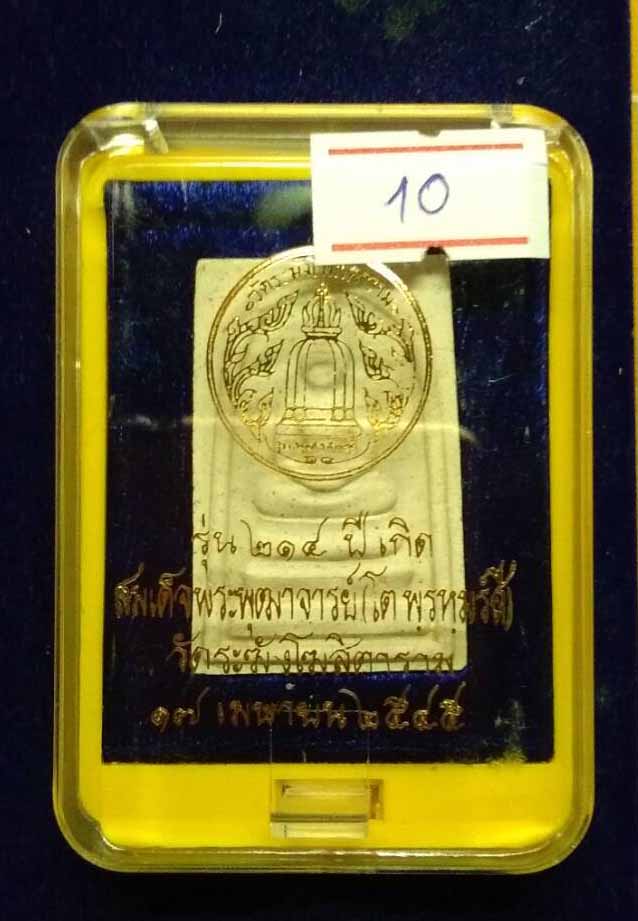 10
รุ่น ๒๑๔ ปี เกิด
สมเด็จพระพุฒาจารย์(โต พฺรหฺมรํสี)
วัดระฆังโฆสิตาราม
๑๗ เมษายน ๒๕๔๕